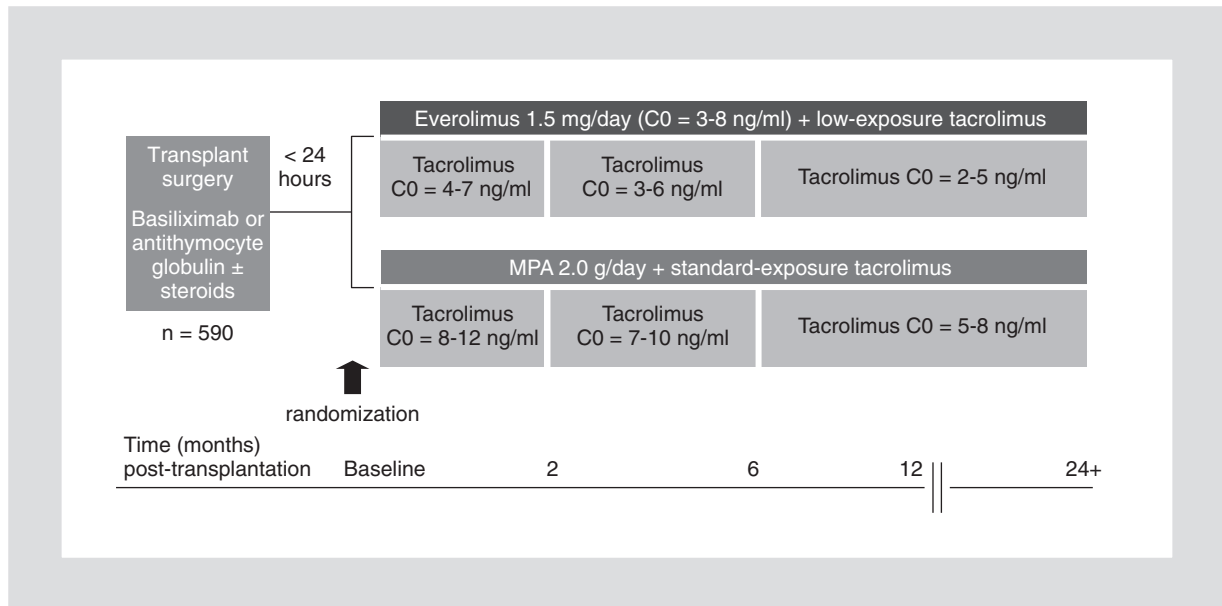 Transplant
surgery
Basiliximab or
antithymocyte
globulin ±
steroids
n = 590
< 24
hours
Everolimus 1.5 mg/day (C0 = 3-8 ng/ml) + low-exposure tacrolimus
Tacrolimus
C0 = 4-7 ng/ml
Tacrolimus
C0 = 3-6 ng/ml
Tacrolimus C0 = 2-5 ng/ml
MPA 2.0 g/day + standard-exposure tacrolimus
Tacrolimus
C0 = 8-12 ng/ml
Tacrolimus
C0 = 7-10 ng/ml
Tacrolimus C0 = 5-8 ng/ml
randomization
Time (months)
post-transplantation Baseline 2 6 12 24+